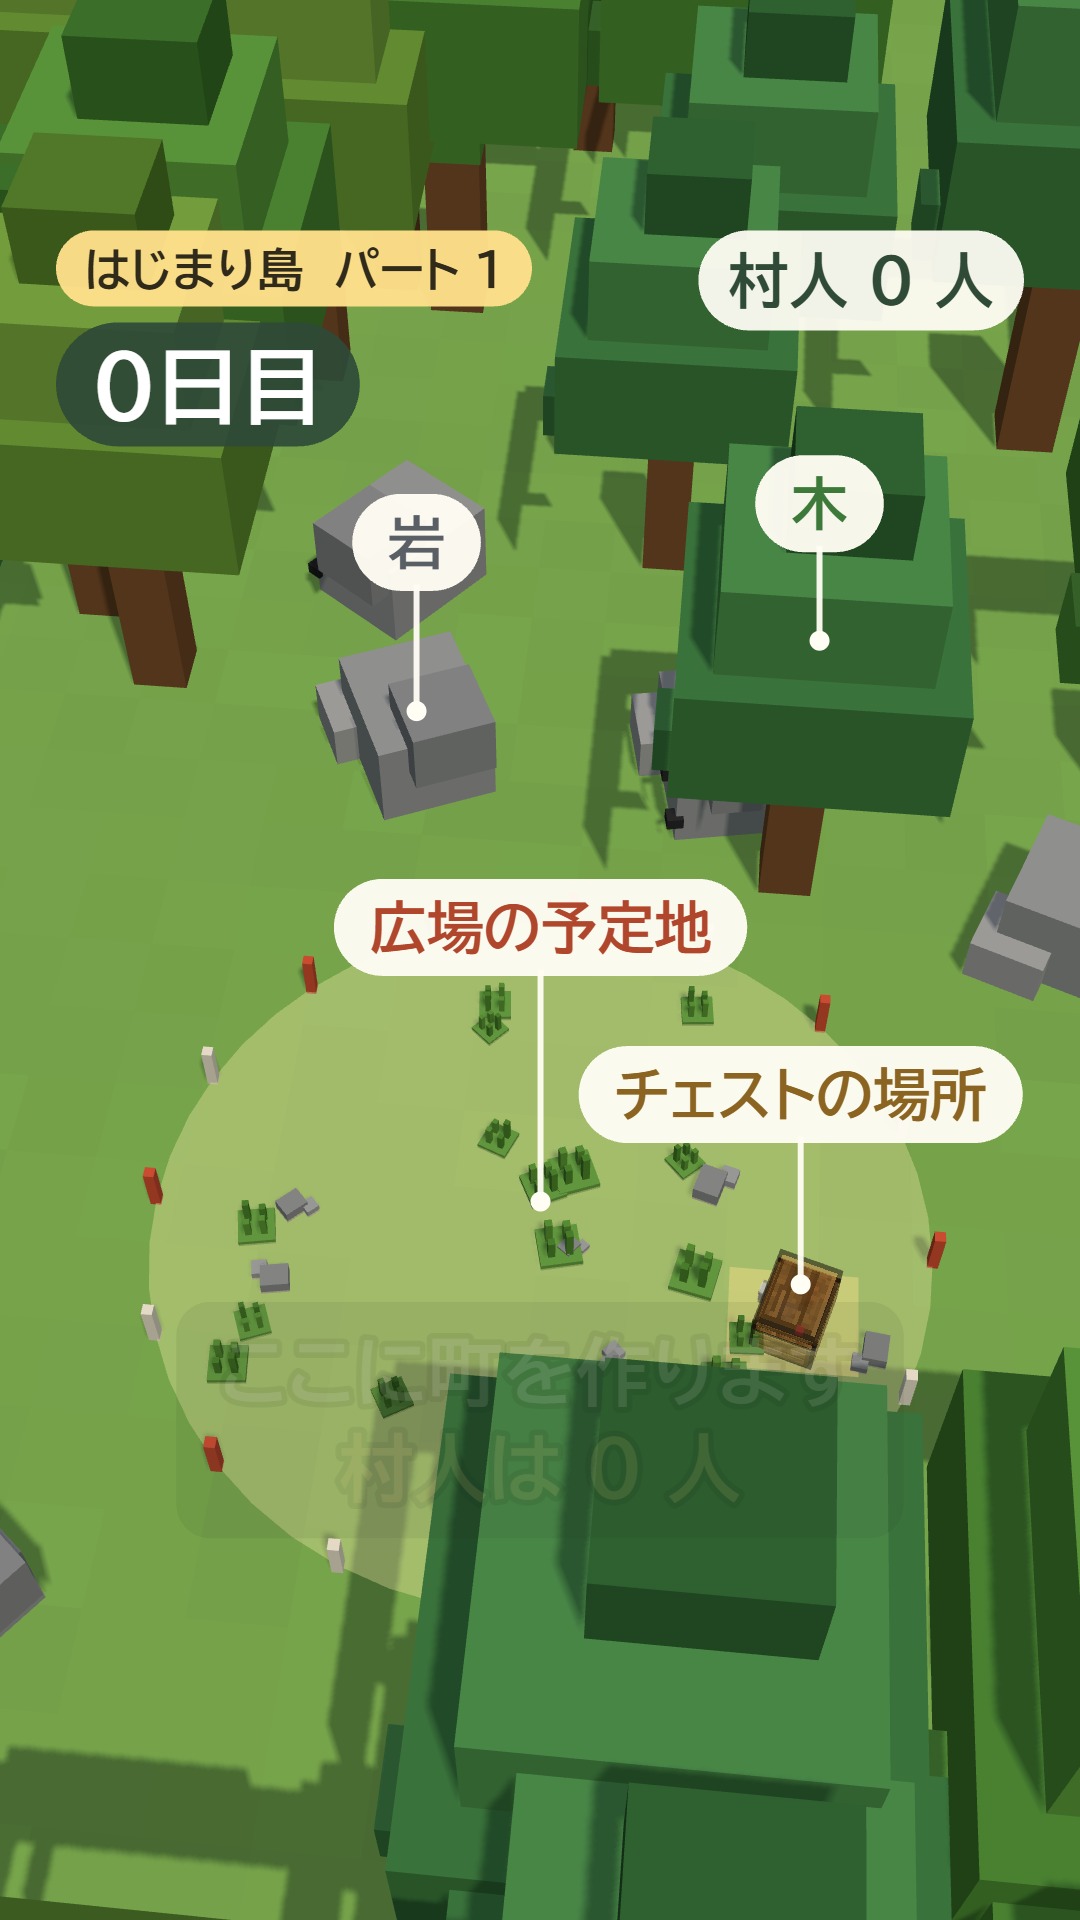 はじまり島 パート 1
村人 0 人
0日目
木
岩
広場の予定地
チェストの場所
ここに町を作ります
村人は 0 人